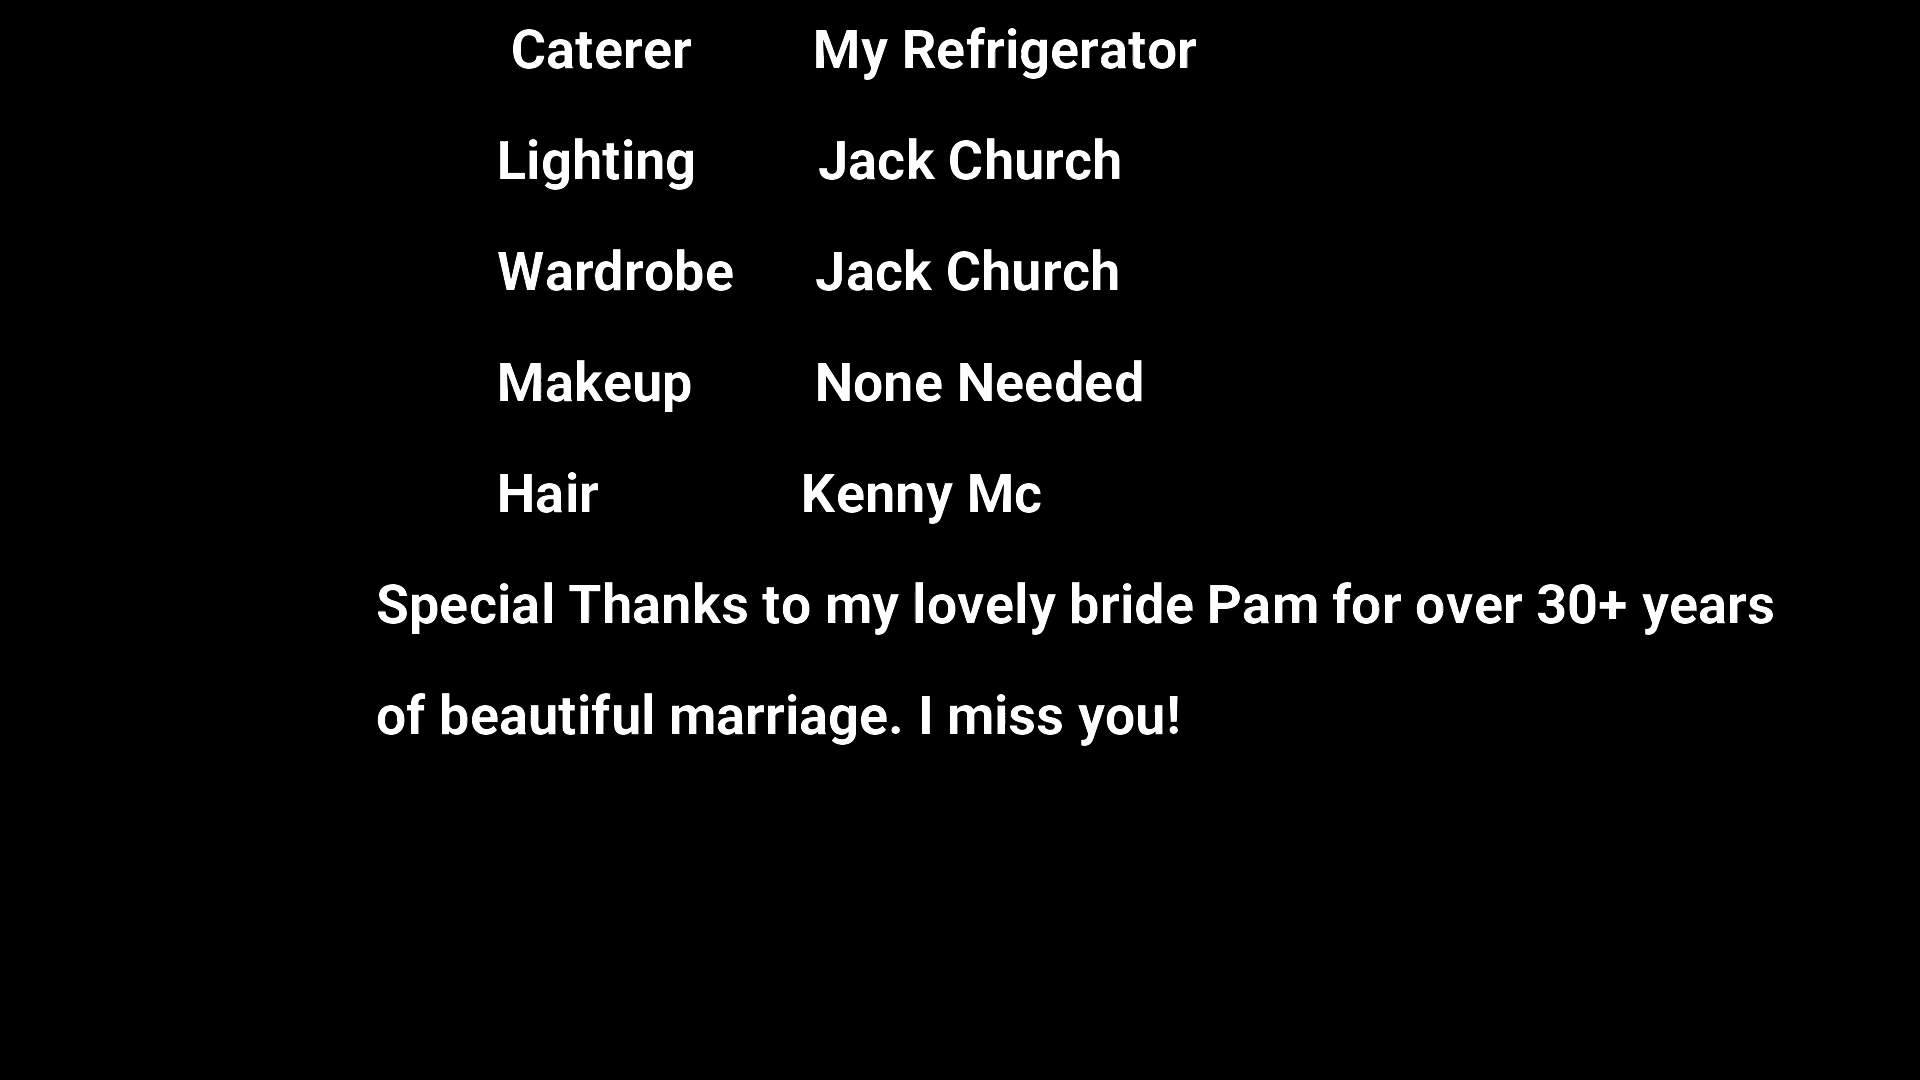 Caterer My Refrigerator
Lighting Jack Church
Wardrobe Jack Church
Makeup None Needed
Hair Kenny Mc
Special Thanks to my lovely bride Pam for over 30+ years
of beautiful marriage. I miss you!